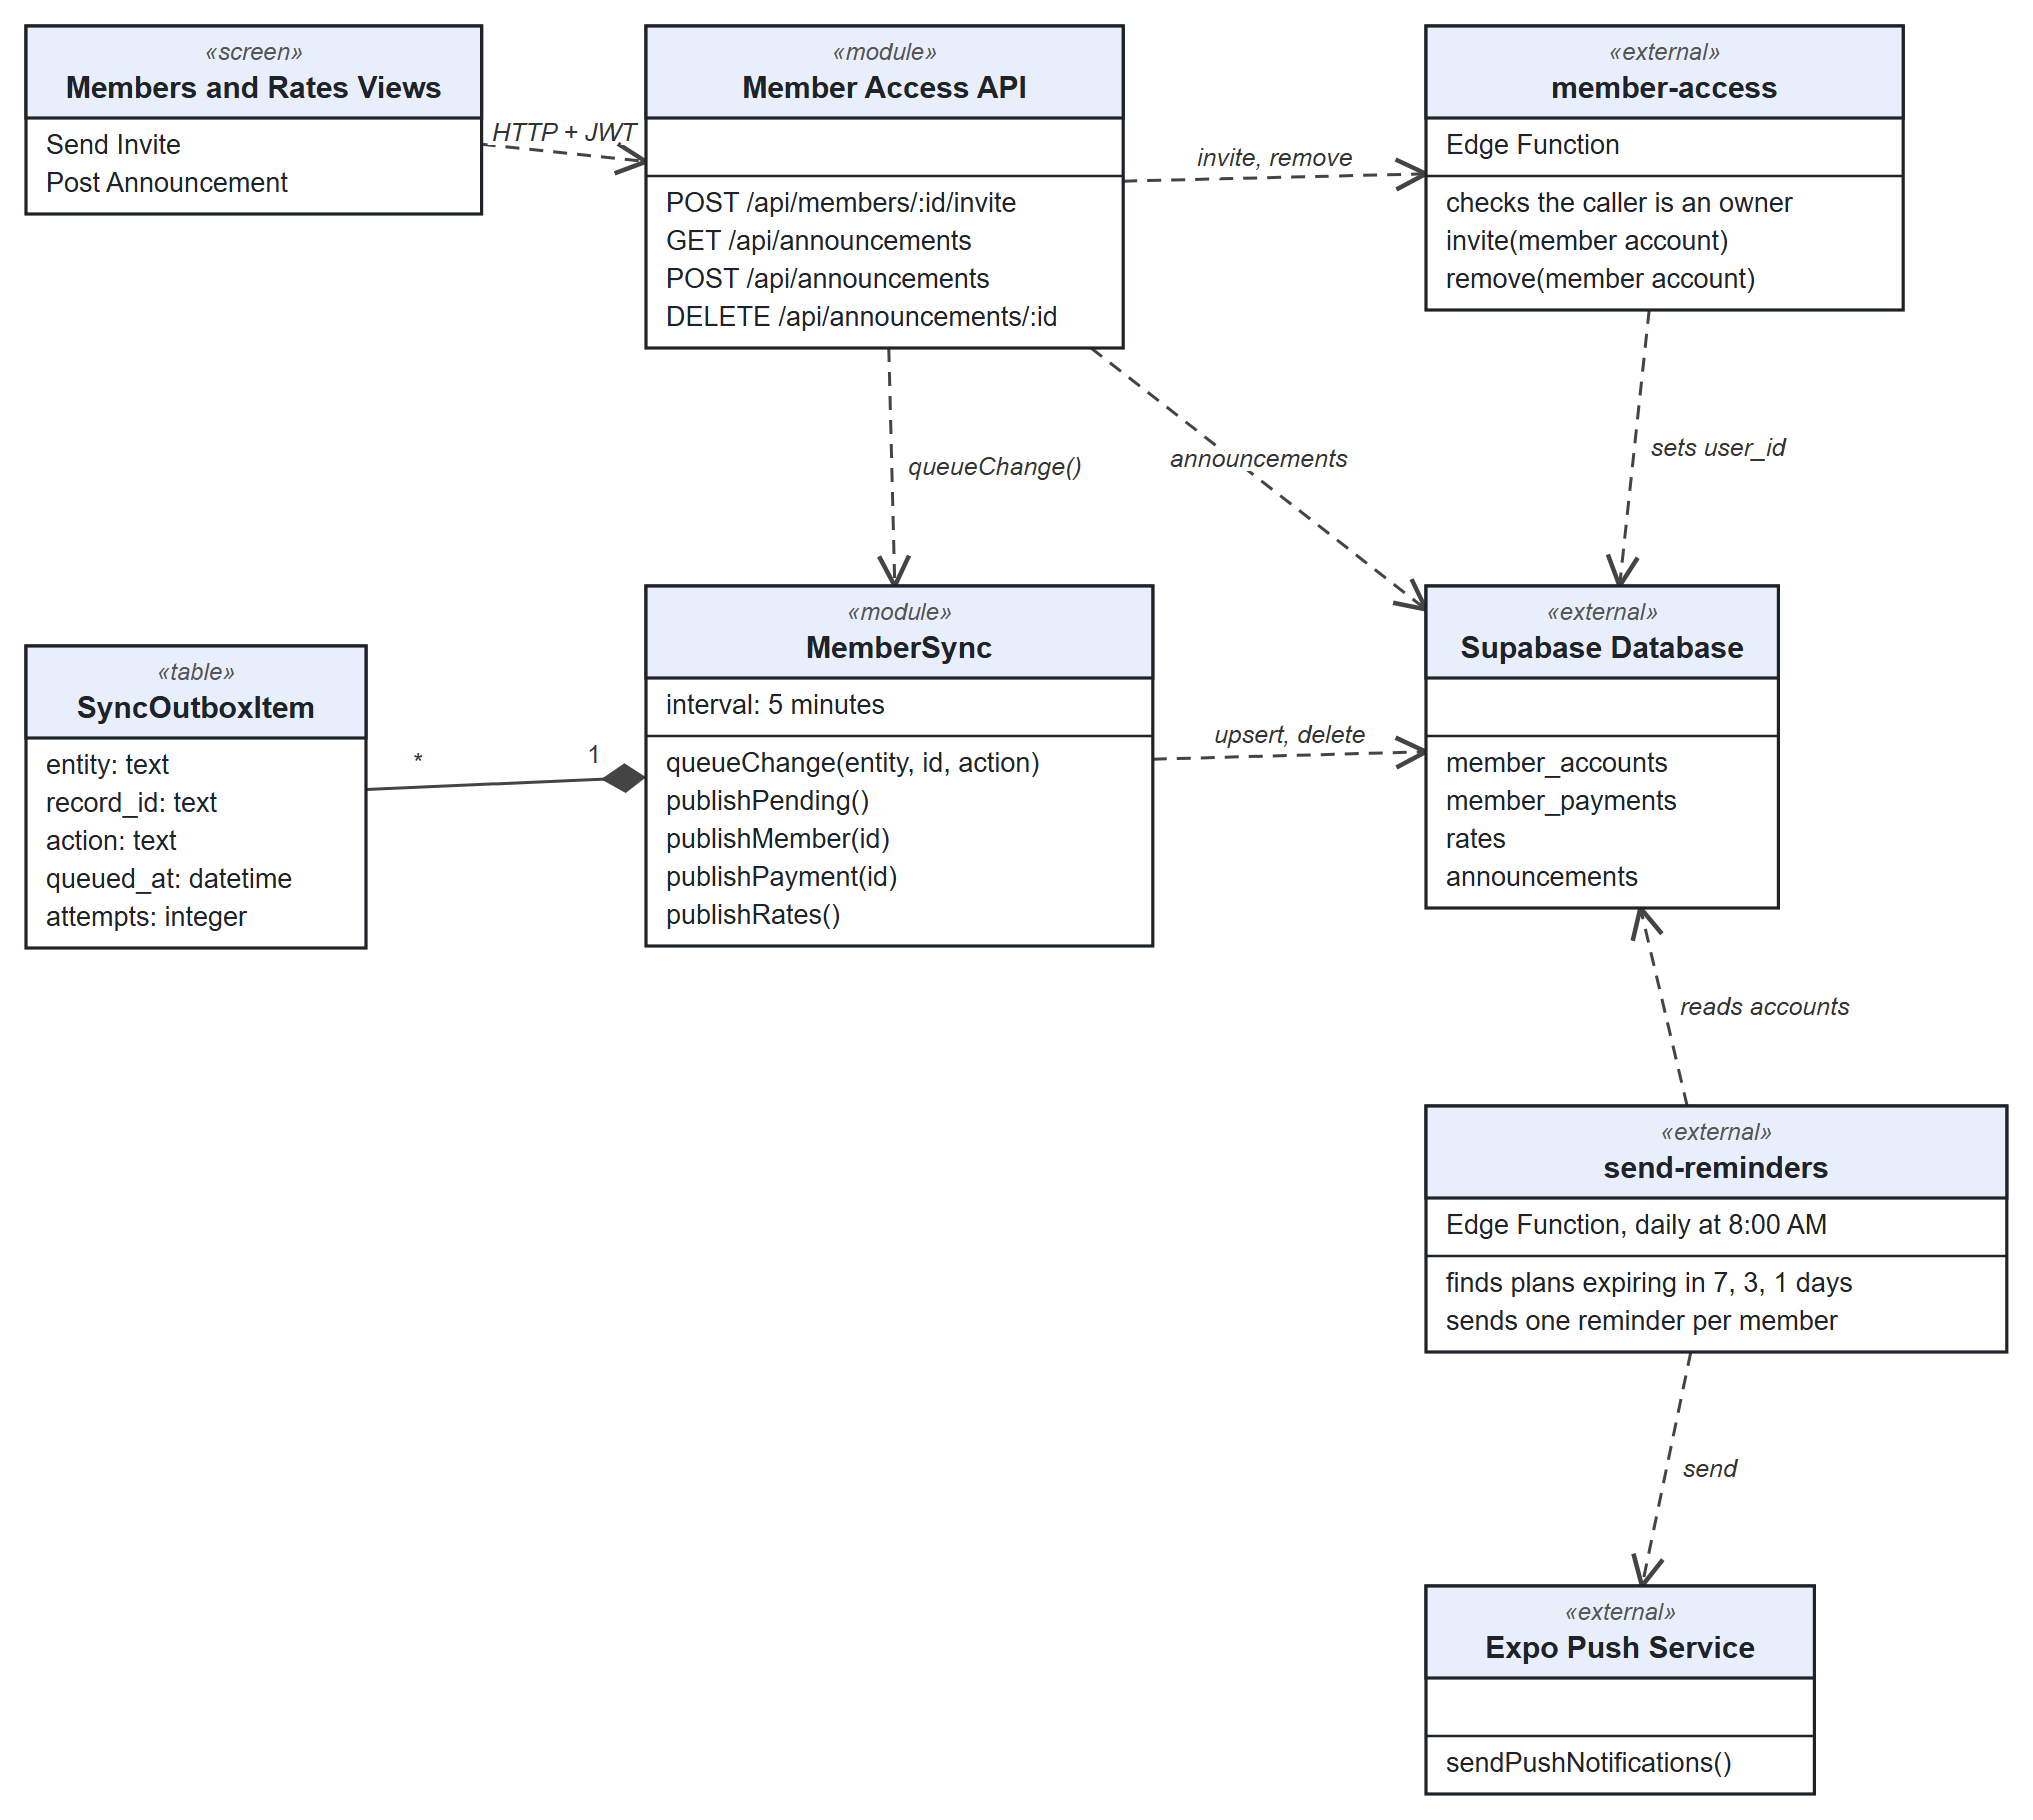 «screen»
Members and Rates Views
Send Invite
Post Announcement
HTTP + JWT
«module»
Member Access API
POST /api/members/:id/invite
GET /api/announcements
POST /api/announcements
DELETE /api/announcements/:id
invite, remove
«external»
member-access
Edge Function
checks the caller is an owner
invite(member account)
remove(member account)
queueChange()
announcements
sets user_id
«table»
SyncOutboxItem
entity: text
record_id: text
action: text
queued_at: datetime
attempts: integer
*
1
«module»
MemberSync
interval: 5 minutes
queueChange(entity, id, action)
publishPending()
publishMember(id)
publishPayment(id)
publishRates()
upsert, delete
«external»
Supabase Database
member_accounts
member_payments
rates
announcements
reads accounts
«external»
send-reminders
Edge Function, daily at 8:00 AM
finds plans expiring in 7, 3, 1 days
sends one reminder per member
send
«external»
Expo Push Service
sendPushNotifications()